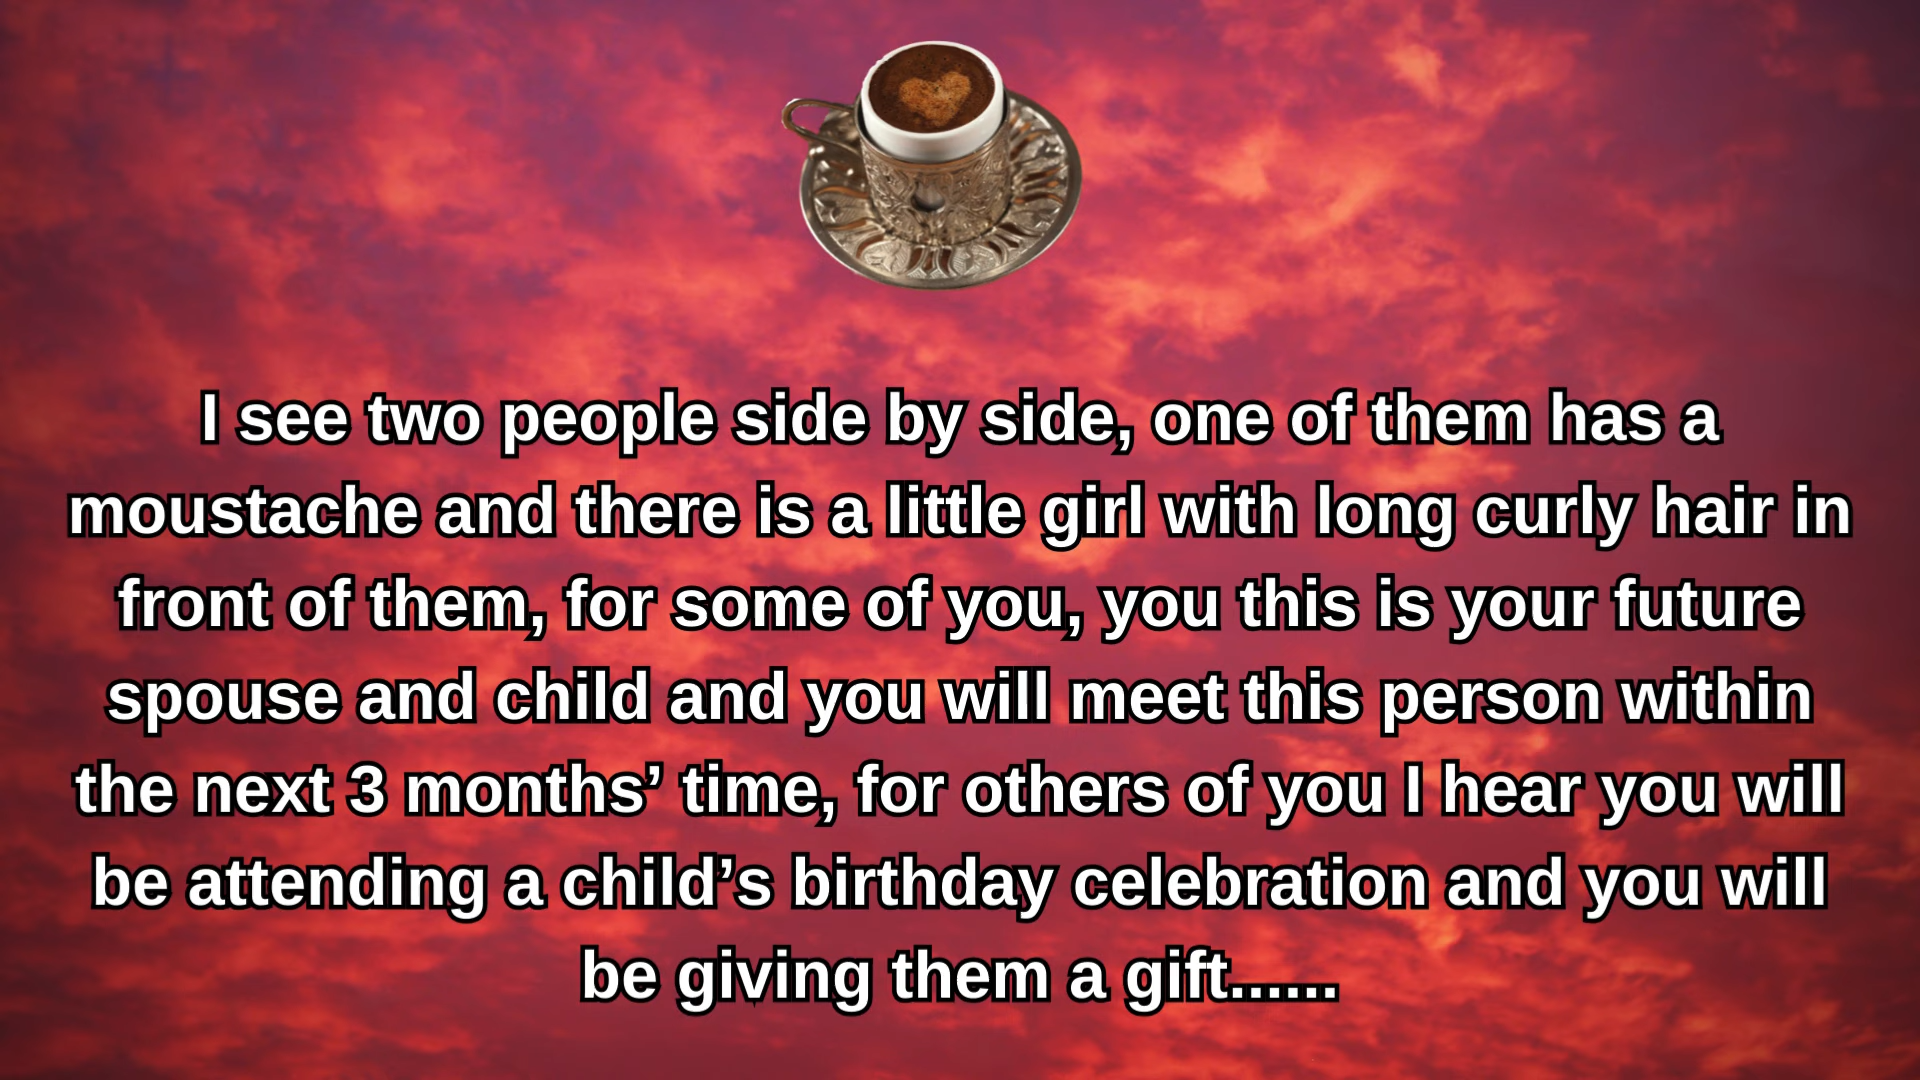 I see two people side by side, one of them has a
moustache and there is a little girl with long curly hair in
front of them, for some of you, you this is your future
spouse and child and you will meet this person within
the next 3 months’ time, for others of you I hear you will
be attending a child’s birthday celebration and you will
be giving them a gift......